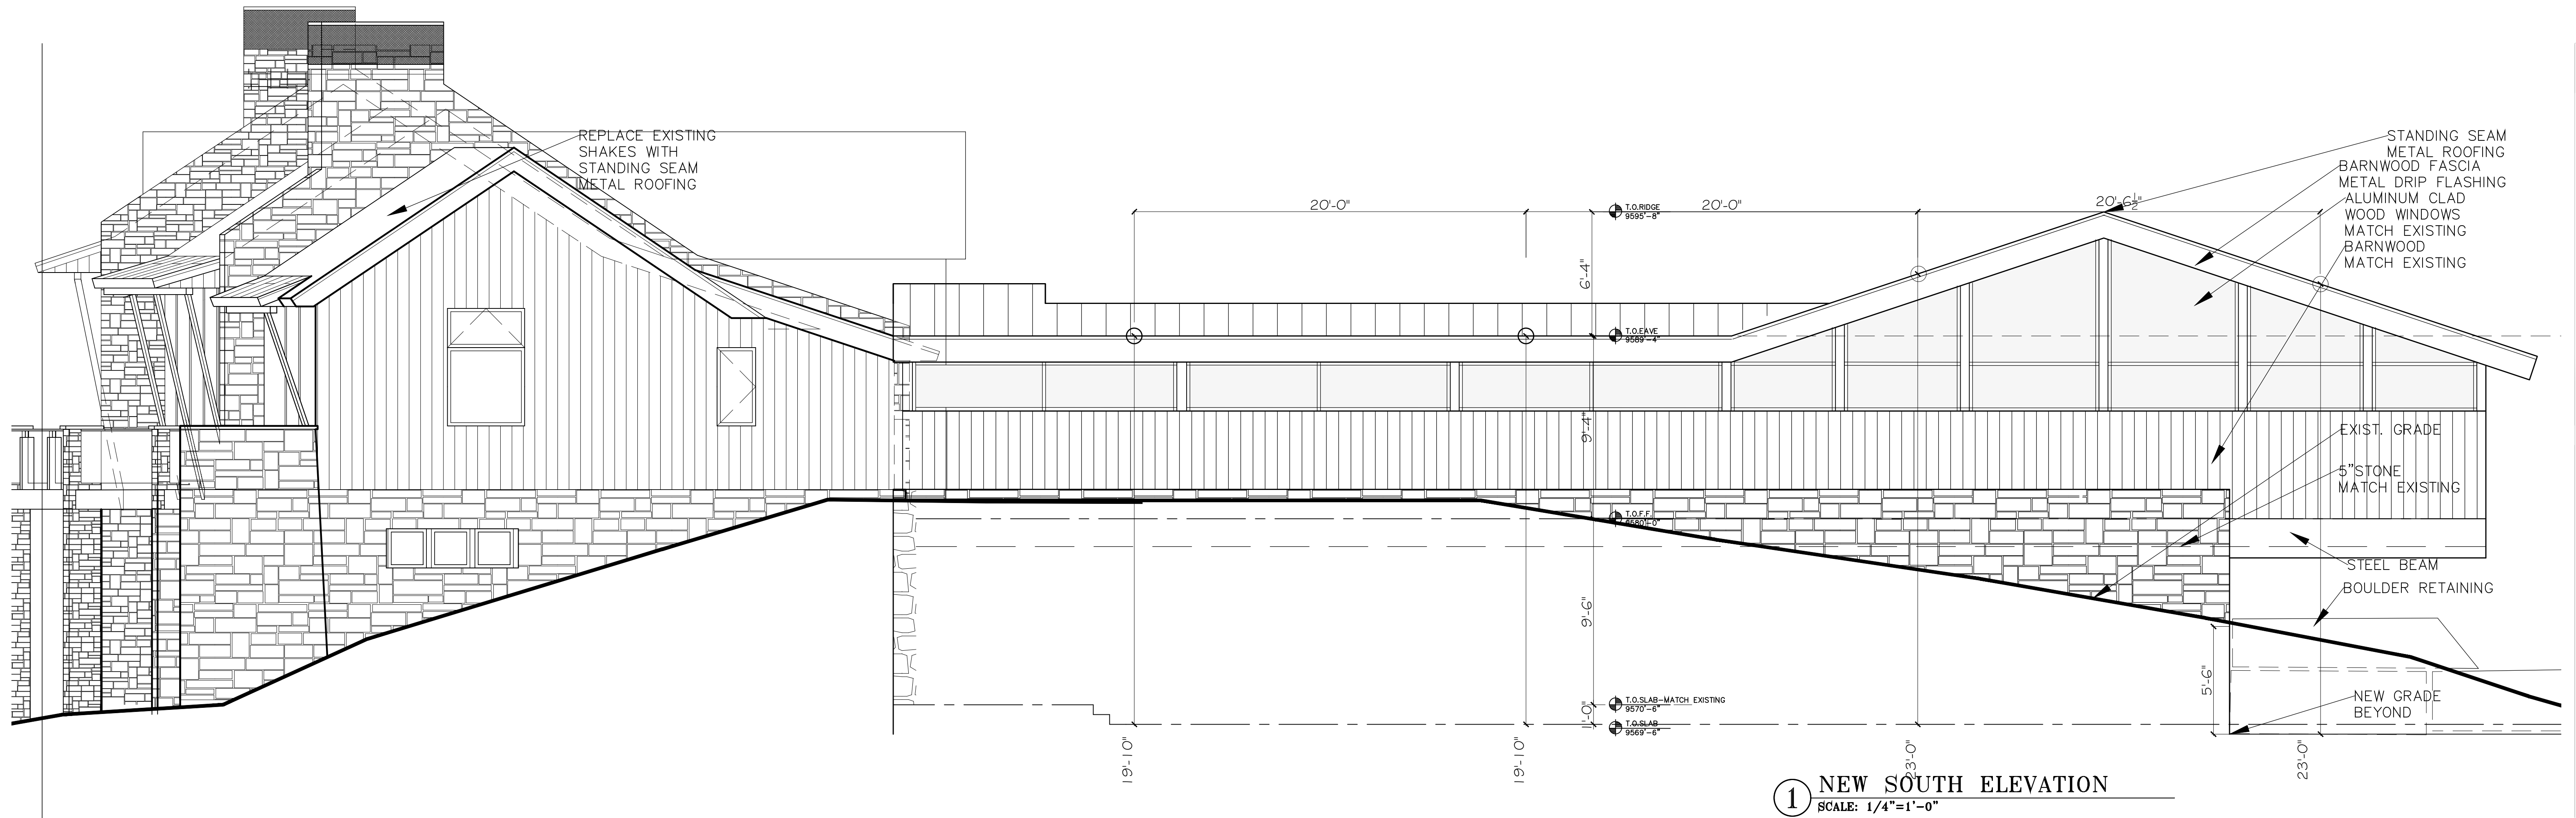 REPLACE EXISTING
SHAKES WITH
STANDING SEAM
METAL ROOFING
20'-0"
T.O.RIDGE
9595'-8"
20'-0"
20'-6½"
STANDING SEAM
METAL ROOFING
BARNWOOD FASCIA
METAL DRIP FLASHING
ALUMINUM CLAD
WOOD WINDOWS
MATCH EXISTING
BARNWOOD
MATCH EXISTING
6'-4"
T.O.EAVE
9589'-4"
9'-4"
EXIST. GRADE
5"STONE
MATCH EXISTING
T.O.F.F.
9580'-0"
STEEL BEAM
BOULDER RETAINING
9'-6"
5'-6"
T.O.SLAB-MATCH EXISTING
9570'-6"
1'-0"
T.O.SLAB
9569'-6"
NEW GRADE
BEYOND
19'-10"
19'-10"
23'-0"
23'-0"
1
NEW SOUTH ELEVATION
SCALE: 1/4"=1'-0"